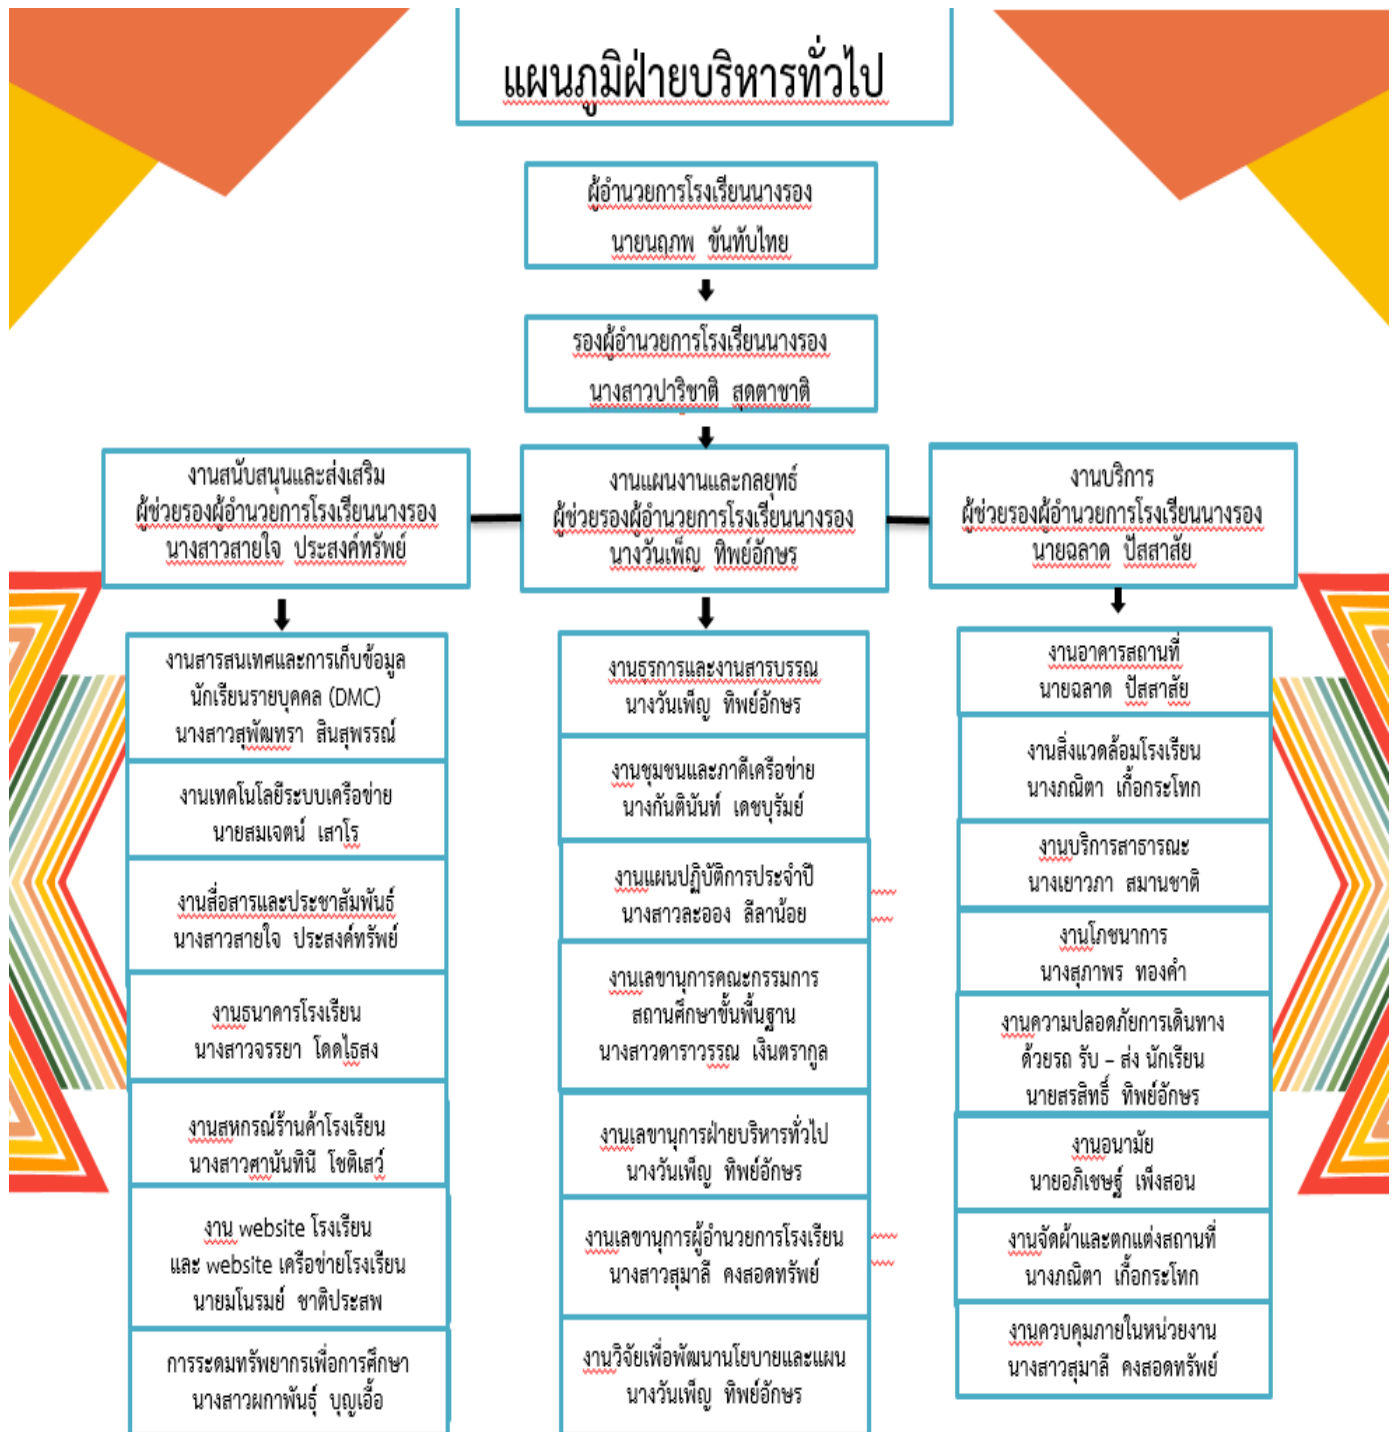 แผนภูมิฝ่ายบริหารทั่วไป
ผู้อำนวยการโรงเรียนนางรอง
นายนฤภพ ขันทับไทย
รองผู้อำนวยการโรงเรียนนางรอง
นางสาวปาริชาติ สุดตาชาติ
งานสนับสนุนและส่งเสริม
ผู้ช่วยรองผู้อำนวยการโรงเรียนนางรอง
นางสาวสายใจ ประสงค์ทรัพย์
งานแผนงานและกลยุทธ์
ผู้ช่วยรองผู้อำนวยการโรงเรียนนางรอง
นางวันเพ็ญ ทิพย์อักษร
งานบริการ
ผู้ช่วยรองผู้อำนวยการโรงเรียนนางรอง
นายฉลาด ปัสสาสัย
งานสารสนเทศและการเก็บข้อมูล
นักเรียนรายบุคคล (DMC)
นางสาวสุพัฒทรา สินสุพรรณ์
งานเทคโนโลยีระบบเครือข่าย
นายสมเจตน์ เสาโร
งานสื่อสารและประชาสัมพันธ์
นางสาวสายใจ ประสงค์ทรัพย์
งานธนาคารโรงเรียน
นางสาวจรรยา โดดไธสง
งานสหกรณ์ร้านค้าโรงเรียน
นางสาวศานันทินี โชติเสว์
งาน website โรงเรียน
และ website เครือข่ายโรงเรียน
นายมโนรมย์ ชาติประสพ
การระดมทรัพยากรเพื่อการศึกษา
นางสาวผกาพันธุ์ บุญเอื้อ
งานธุรการและงานสารบรรณ
นางวันเพ็ญ ทิพย์อักษร
งานชุมชนและภาคีเครือข่าย
นางกันตินันท์ เดชบุรัมย์
งานแผนปฏิบัติการประจำปี
นางสาวละออง ลีลาน้อย
งานเลขานุการคณะกรรมการ
สถานศึกษาขั้นพื้นฐาน
นางสาวดาราวรรณ เงินตรากูล
งานเลขานุการฝ่ายบริหารทั่วไป
นางวันเพ็ญ ทิพย์อักษร
งานเลขานุการผู้อำนวยการโรงเรียน
นางสาวสุมาลี คงสอดทรัพย์
งานวิจัยเพื่อพัฒนานโยบายและแผน
นางวันเพ็ญ ทิพย์อักษร
งานอาคารสถานที่
นายฉลาด ปัสสาสัย
งานสิ่งแวดล้อมโรงเรียน
นางภณิตา เกื้อกระโทก
งานบริการสาธารณะ
นางเยาวภา สมานชาติ
งานโภชนาการ
นางสุภาพร ทองคำ
งานความปลอดภัยการเดินทาง
ด้วยรถ รับ – ส่ง นักเรียน
นายสรสิทธิ์ ทิพย์อักษร
งานอนามัย
นายอภิเชษฐ์ เพ็งสอน
งานจัดผ้าและตกแต่งสถานที่
นางภณิตา เกื้อกระโทก
งานควบคุมภายในหน่วยงาน
นางสาวสุมาลี คงสอดทรัพย์